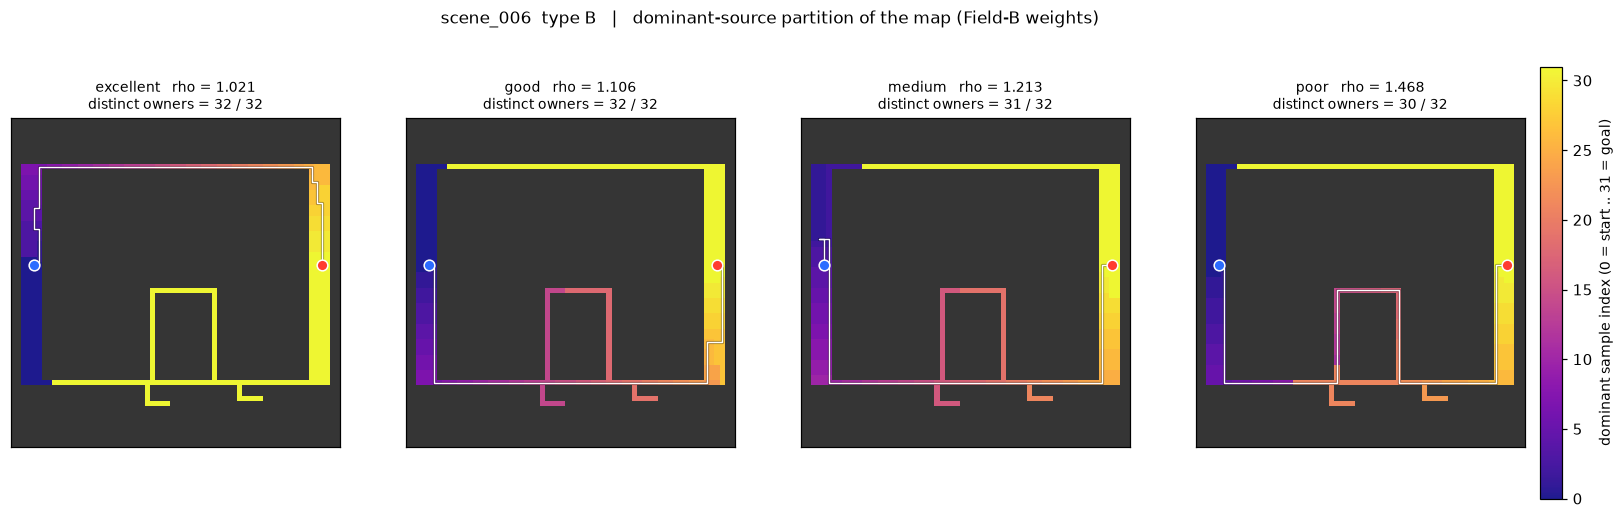 scene_006  type B   |   dominant-source partition of the map (Field-B weights)
excellent   rho = 1.021
distinct owners = 32 / 32
good   rho = 1.106
distinct owners = 32 / 32
medium   rho = 1.213
distinct owners = 31 / 32
poor   rho = 1.468
distinct owners = 30 / 32
30
25
20
15
10
5
0
dominant sample index (0 = start .. 31 = goal)